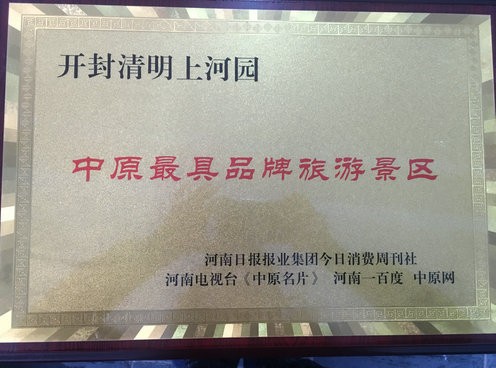 开封清明上河园
中原最具品牌旅游景区
河南日报报业集团今日消费周刊社
河南电视台《中原名片》 河南一百度 中原网